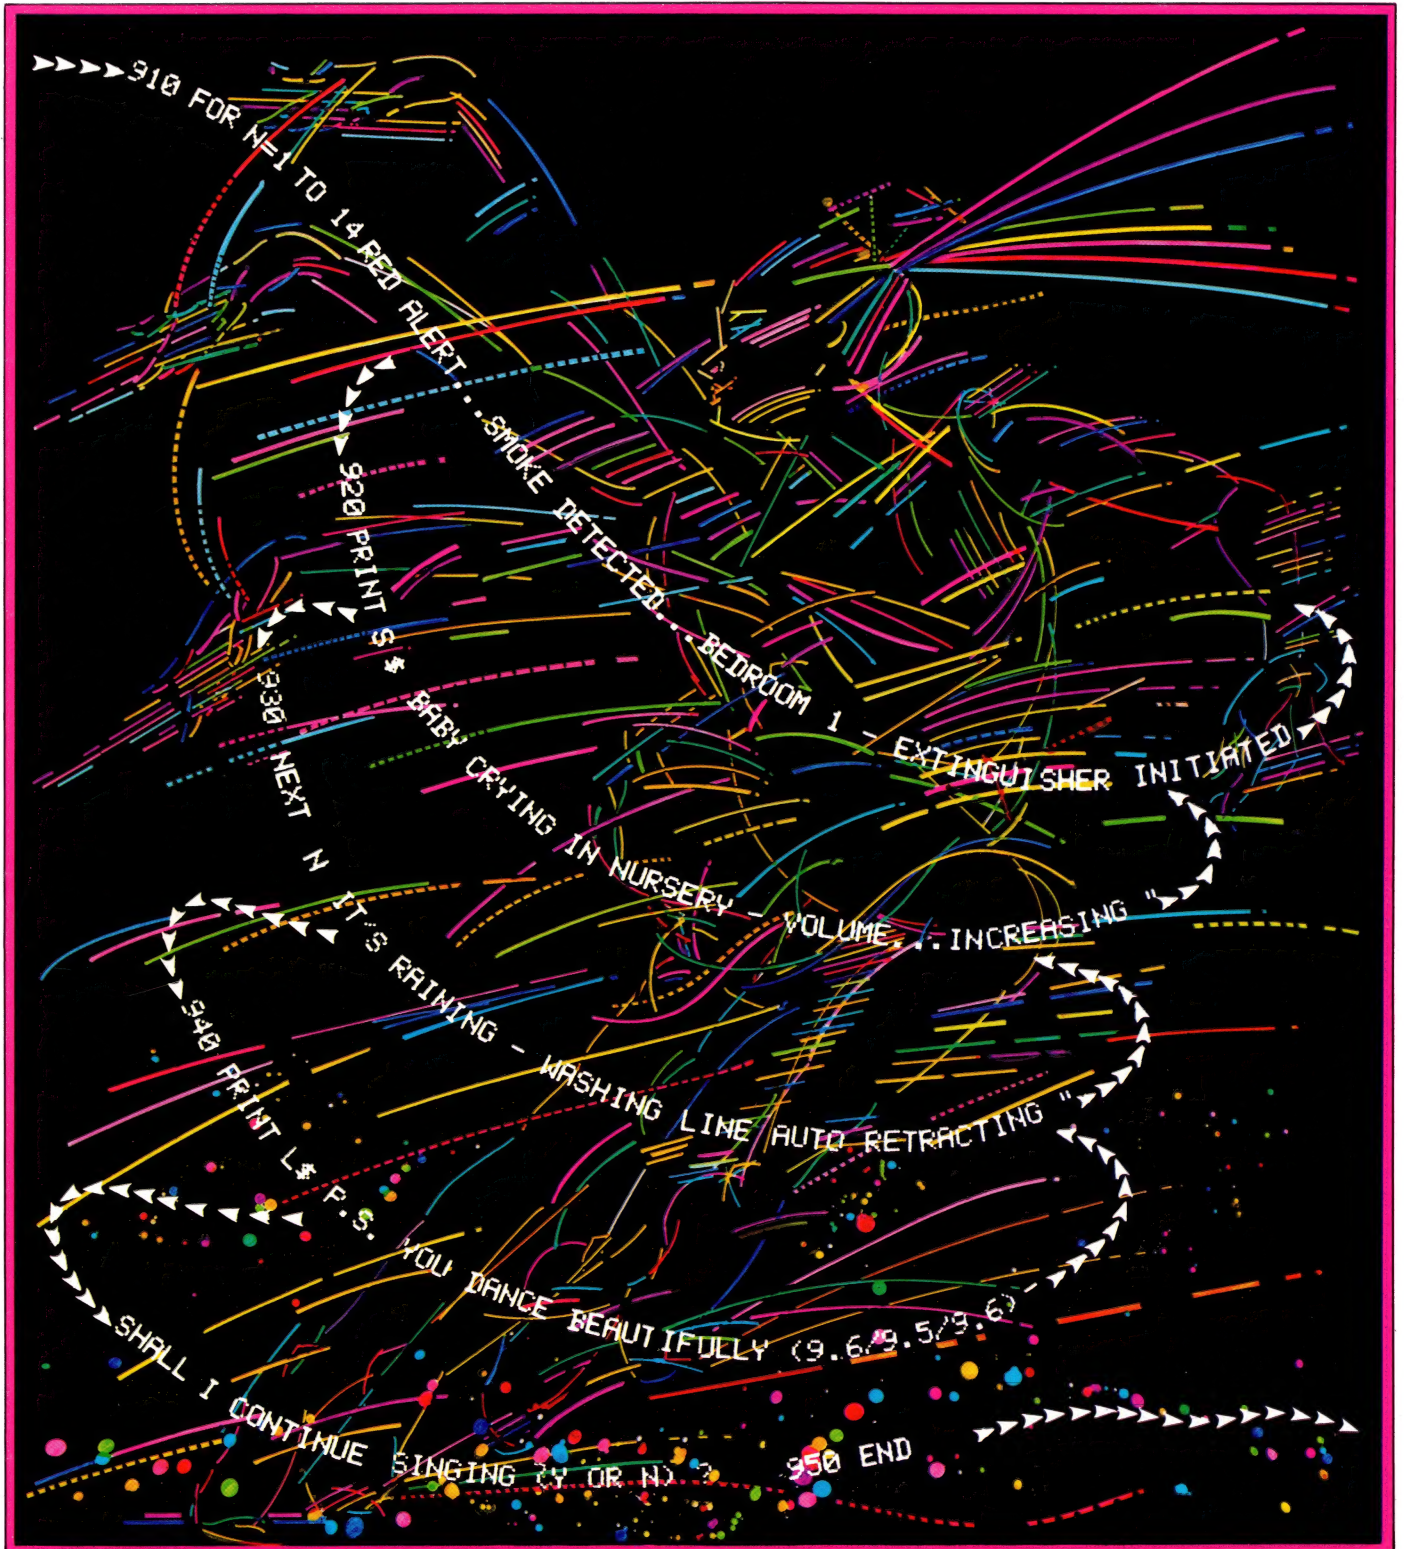 910 FOR N=1 TO 14 RED ALERT...SMOKE DETECTED...BEDROOM 1 - EXTINGUISHER INITIATED
920 PRINT S$ BABY CRYING IN NURSERY - VOLUME...INCREASING "
930 NEXT N IT'S RAINING - WASHING LINE AUTO RETRACTING "
940 PRINT L$ P.S. YOU DANCE BEAUTIFULLY (9.6/9.5/9.6) -
SHALL I CONTINUE SINGING (Y OR N) ?
950 END